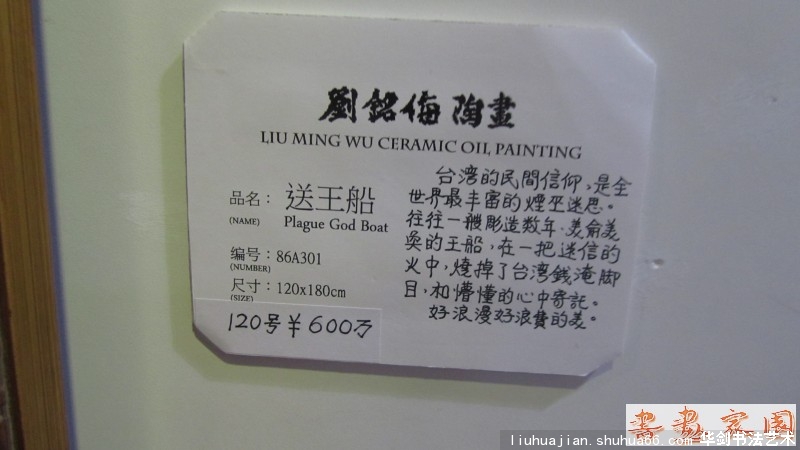 劉銘侮陶畫
LIU MING WU CERAMIC OIL PAINTING
品名：送王船
(NAME) Plague God Boat
编号：86A301
(NUMBER)
尺寸：120x180cm
(SIZE)
120号￥600万
台湾的民間信仰，是全
世界最丰富的煙巫迷思。
往往一艘彫造数年、美侖美
奐的王船，在一把迷信的
火中，燒掉了台湾錢淹脚
目，和懵懂的心中寄託。
好浪漫好浪費的美。
書畫家園
liuhuajian.shuhua66.com 华剑书法艺术